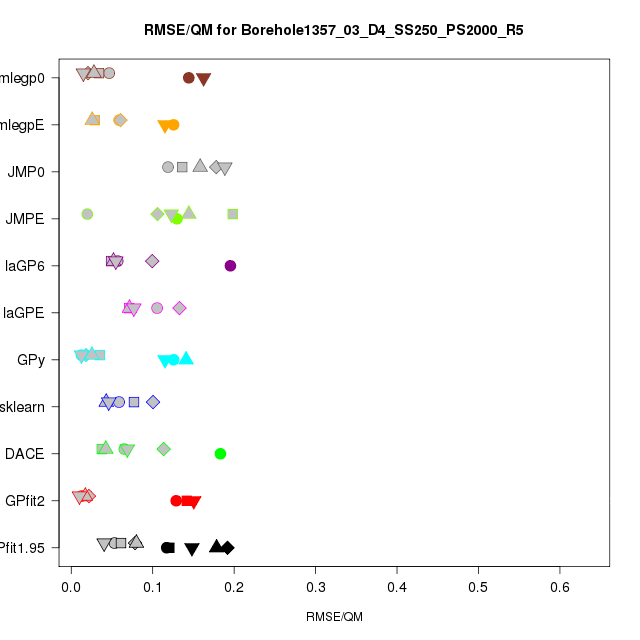 RMSE/QM for Borehole1357_03_D4_SS250_PS2000_R5
mlegp0
mlegpE
JMP0
JMPE
laGP6
laGPE
GPy
sklearn
DACE
GPfit2
Pfit1.95
0.0 0.1 0.2 0.3 0.4 0.5 0.6
RMSE/QM